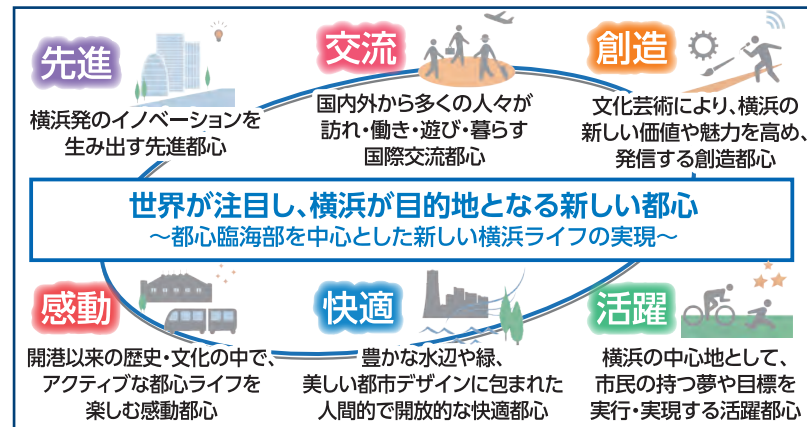 先進
横浜発のイノベーションを
生み出す先進都心
交流
国内外から多くの人々が
訪れ・働き・遊び・暮らす
国際交流都心
創造
文化芸術により、横浜の
新しい価値や魅力を高め、
発信する創造都心
世界が注目し、横浜が目的地となる新しい都心
～都心臨海部を中心とした新しい横浜ライフの実現～
感動
開港以来の歴史・文化の中で、
アクティブな都心ライフを
楽しむ感動都心
快適
豊かな水辺や緑、
美しい都市デザインに包まれた
人間的で開放的な快適都心
活躍
横浜の中心地として、
市民の持つ夢や目標を
実行・実現する活躍都心